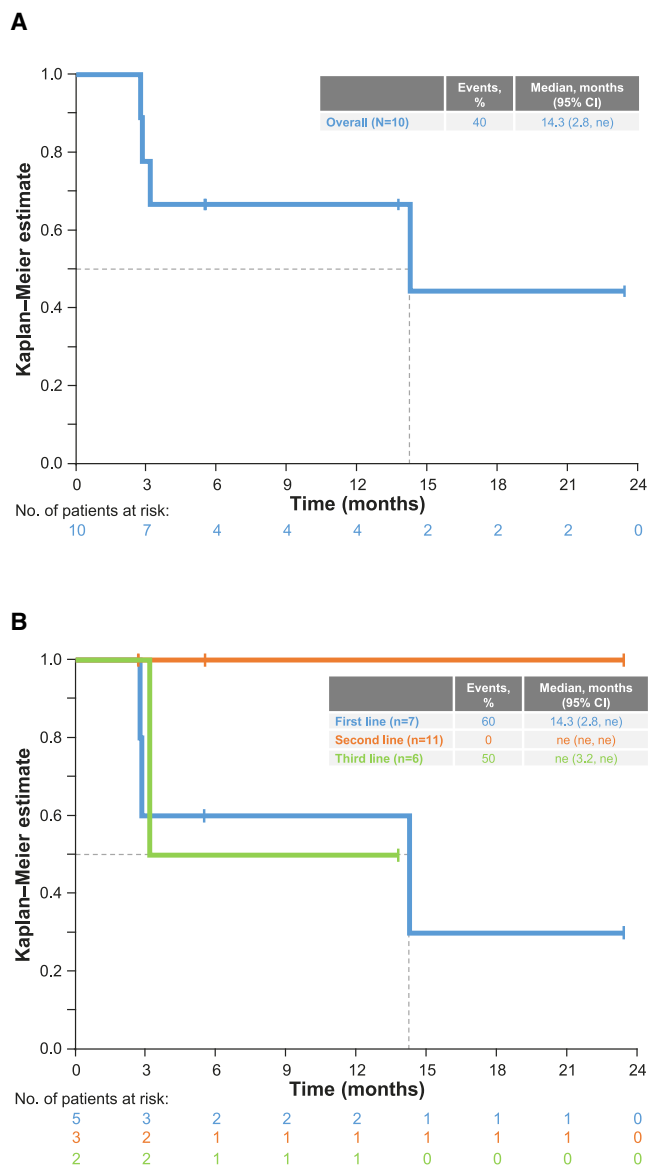 A
Kaplan–Meier estimate
1.0
0.8
0.6
0.4
0.2
0.0
Events, %
Median, months (95% CI)
Overall (N=10) 40 14.3 (2.8, ne)
0 3 6 9 12 15 18 21 24
Time (months)
No. of patients at risk:
10 7 4 4 4 2 2 2 0
B
Kaplan–Meier estimate
1.0
0.8
0.6
0.4
0.2
0.0
Events, %
Median, months (95% CI)
First line (n=7) 60 14.3 (2.8, ne)
Second line (n=11) 0 ne (ne, ne)
Third line (n=6) 50 ne (3.2, ne)
0 3 6 9 12 15 18 21 24
Time (months)
No. of patients at risk:
5 3 2 2 2 1 1 1 0
3 2 1 1 1 1 1 1 0
2 2 1 1 1 0 0 0 0